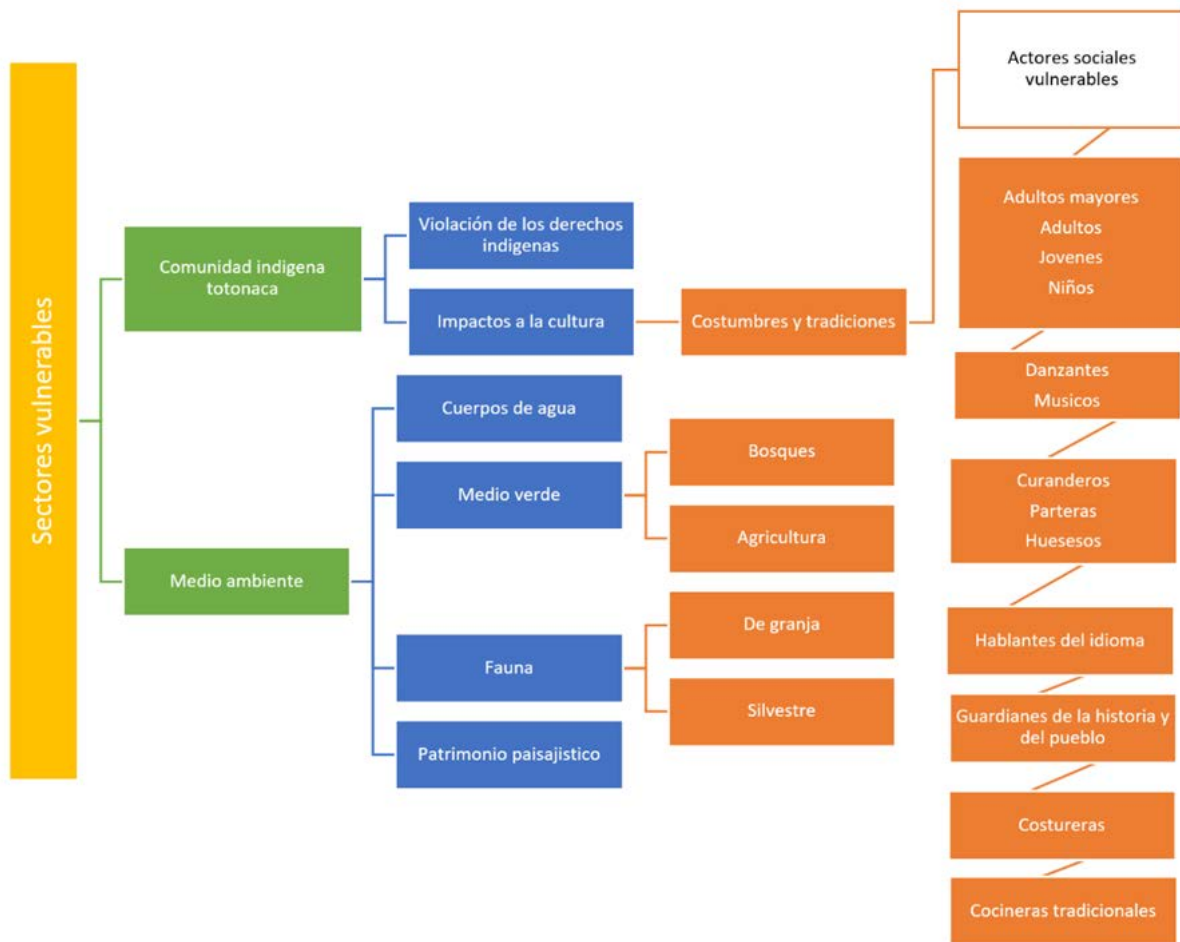 Sectores vulnerables
Comunidad indigena
totonaca
Violación de los derechos
indigenas
Impactos a la cultura
Costumbres y tradiciones
Actores sociales
vulnerables
Adultos mayores
Adultos
Jovenes
Niños
Danzantes
Musicos
Curanderos
Parteras
Huesesos
Hablantes del idioma
Guardianes de la historia y
del pueblo
Costureras
Cocineras tradicionales
Medio ambiente
Cuerpos de agua
Medio verde
Bosques
Agricultura
Fauna
De granja
Silvestre
Patrimonio paisajistico